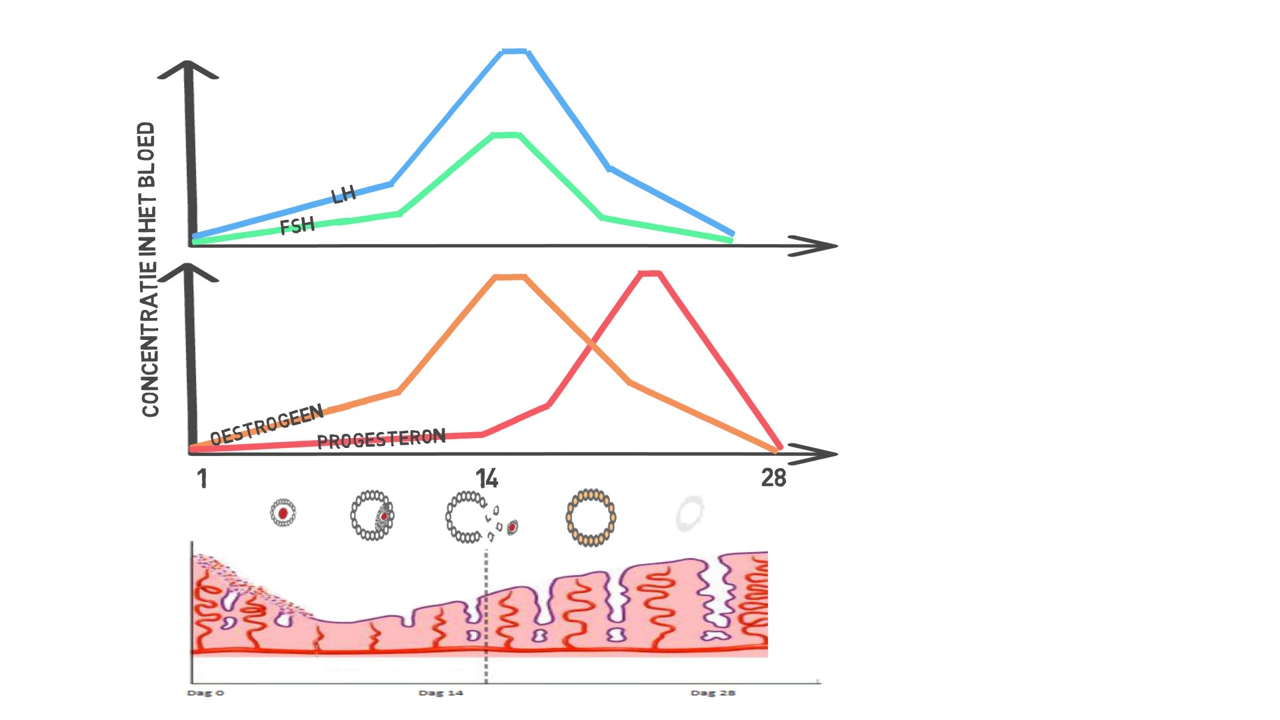 CONCENTRATIE IN HET BLOED
LH
FSH
OESTROGEEN
PROGESTERON
1 14 28
Dag 0 Dag 14 Dag 28